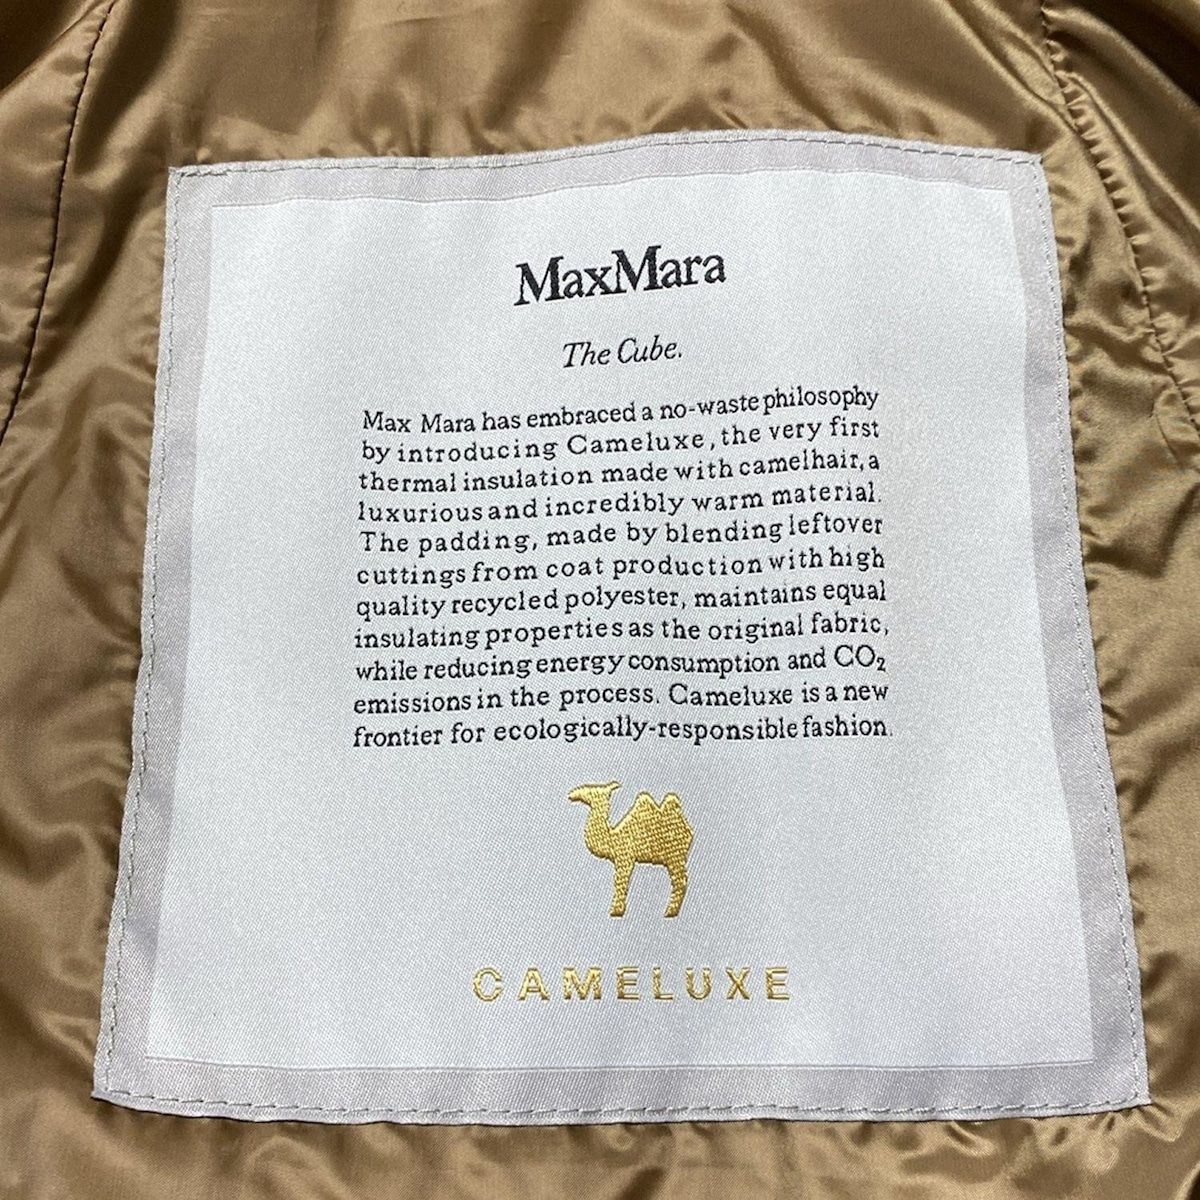 MaxMara
The Cube.
Max Mara has embraced a no-waste philosophy
by introducing Cameluxe, the very first
thermal insulation made with camelhair, a
luxurious and incredibly warm material.
The padding, made by blending leftover
cuttings from coat production with high
quality recycled polyester, maintains equal
insulating properties as the original fabric,
while reducing energy consumption and CO₂
emissions in the process. Cameluxe is a new
frontier for ecologically-responsible fashion.
CAMELUXE